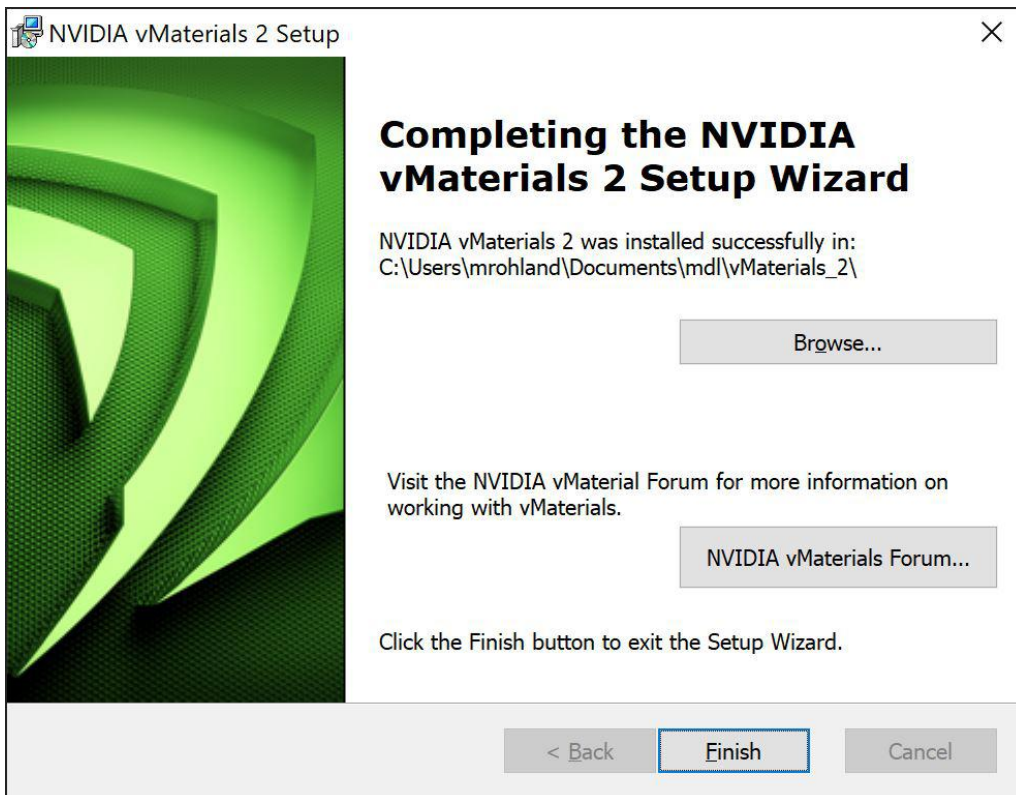 NVIDIA vMaterials 2 Setup
Completing the NVIDIA
vMaterials 2 Setup Wizard
NVIDIA vMaterials 2 was installed successfully in:
C:\Users\mrohland\Documents\mdl\vMaterials_2\
Browse...
Visit the NVIDIA vMaterial Forum for more information on
working with vMaterials.
NVIDIA vMaterials Forum...
Click the Finish button to exit the Setup Wizard.
< Back Finish Cancel